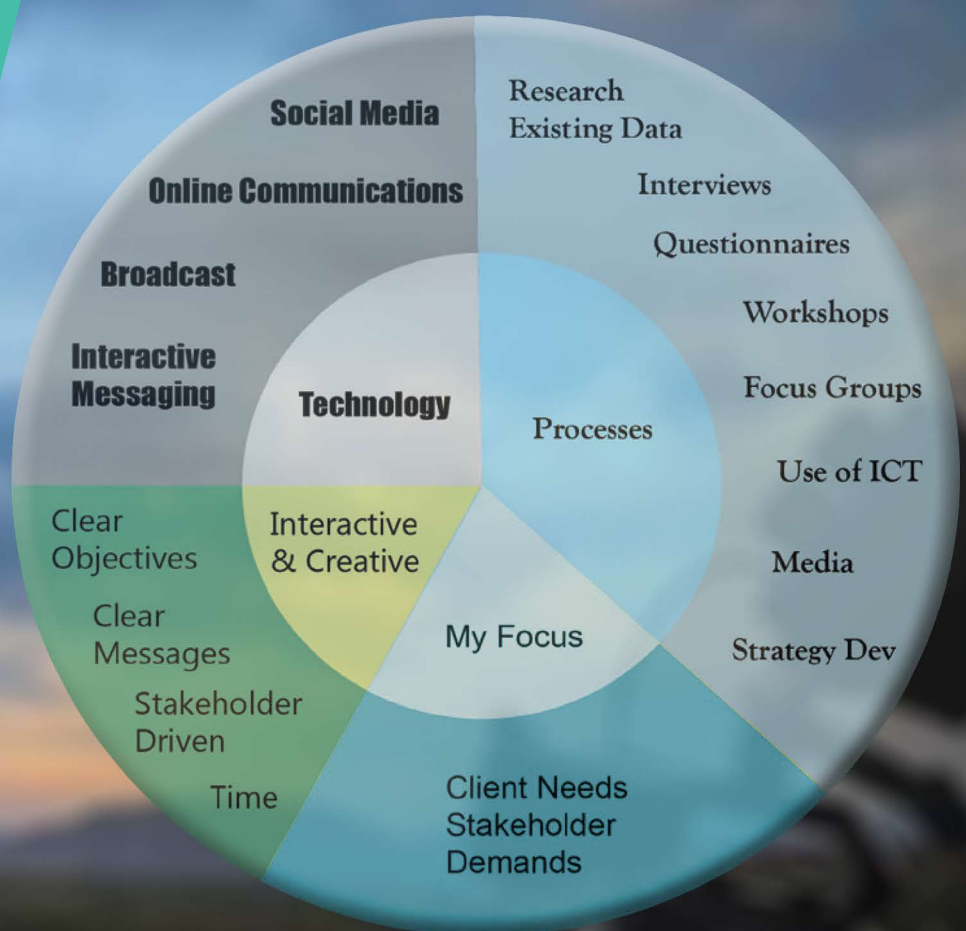 Social Media
Online Communications
Broadcast
Interactive
Messaging
Technology
Research
Existing Data
Interviews
Questionnaires
Workshops
Focus Groups
Use of ICT
Media
Strategy Dev
Processes
Clear
Objectives
Clear
Messages
Stakeholder
Driven
Time
Interactive
& Creative
My Focus
Client Needs
Stakeholder
Demands